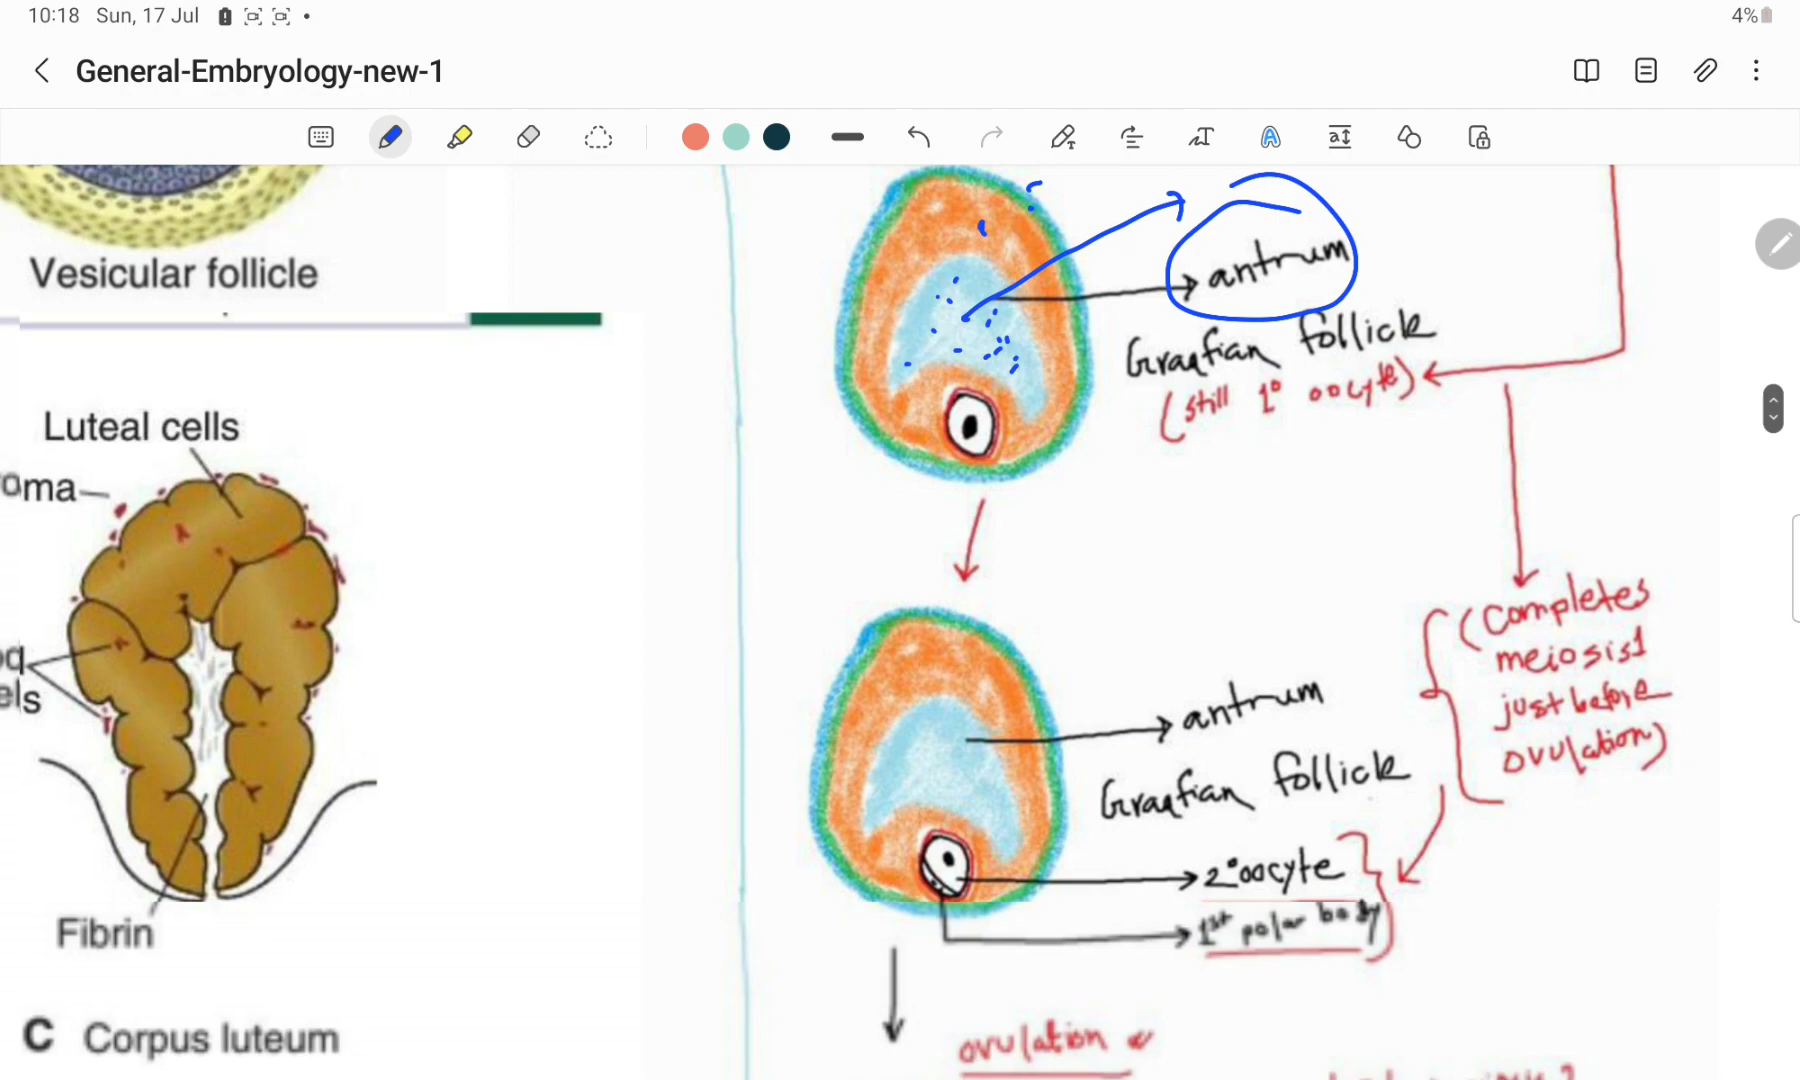 10:18 Sun, 17 Jul
4%
General-Embryology-new-1
Vesicular follicle
Luteal cells
oma
els
Fibrin
C Corpus luteum
antrum
Graafian follicle
(still 1° oocyte)
(Completes
meiosis1
just before
ovulation)
antrum
Graafian follicle
2°oocyte
1st polar body
ovulation